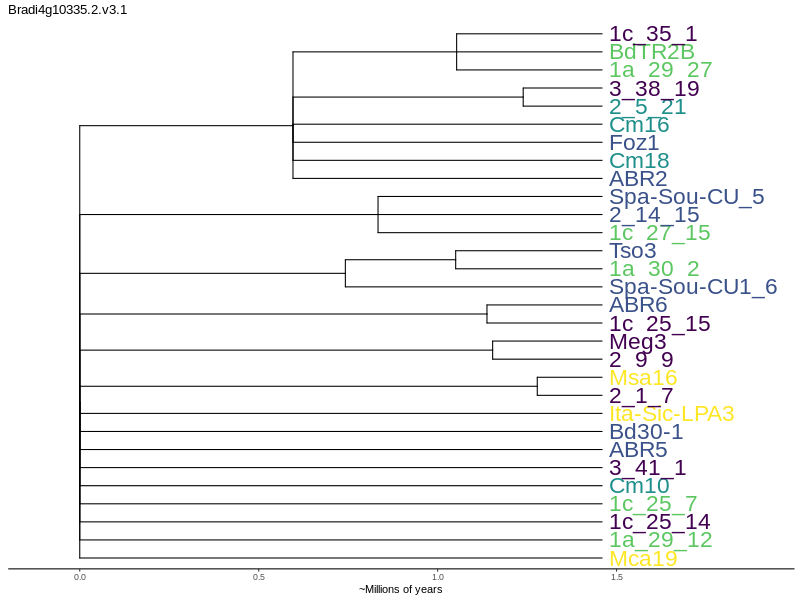 Bradi4g10335.2.v3.1
1c_35_1
BdTR2B
1a_29_27
3_38_19
2_5_21
Cm16
Foz1
Cm18
ABR2
Spa-Sou-CU_5
2_14_15
1c_27_15
Tso3
1a_30_2
Spa-Sou-CU1_6
ABR6
1c_25_15
Meg3
2_9_9
Msa16
2_1_7
Ita-Sic-LPA3
Bd30-1
ABR5
3_41_1
Cm10
1c_25_7
1c_25_14
1a_29_12
Mca19
0.0 0.5 1.0 1.5
~Millions of years